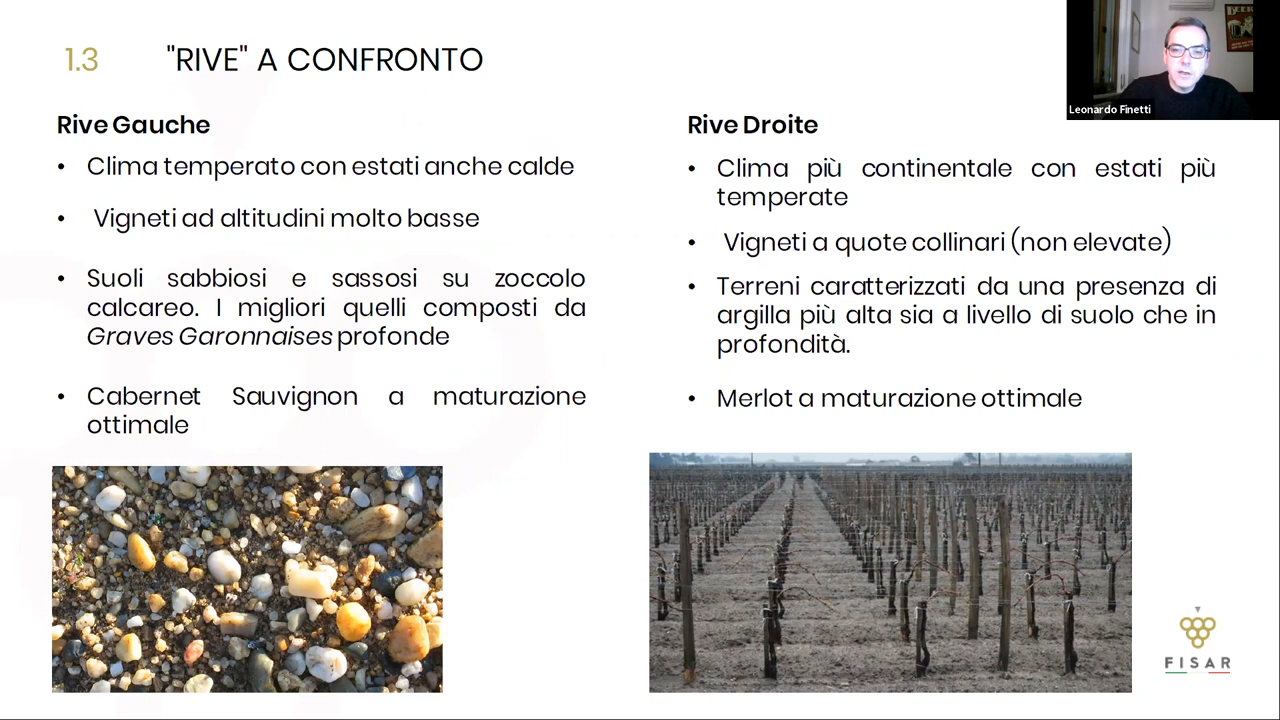 1.3 "RIVE" A CONFRONTO
Leonardo Finetti
Rive Gauche
• Clima temperato con estati anche calde
• Vigneti ad altitudini molto basse
• Suoli sabbiosi e sassosi su zoccolo
calcareo. I migliori quelli composti da
Graves Garonnaises profonde
• Cabernet Sauvignon a maturazione
ottimale
Rive Droite
• Clima più continentale con estati più
temperate
• Vigneti a quote collinari (non elevate)
• Terreni caratterizzati da una presenza di
argilla più alta sia a livello di suolo che in
profondità.
• Merlot a maturazione ottimale
FISAR